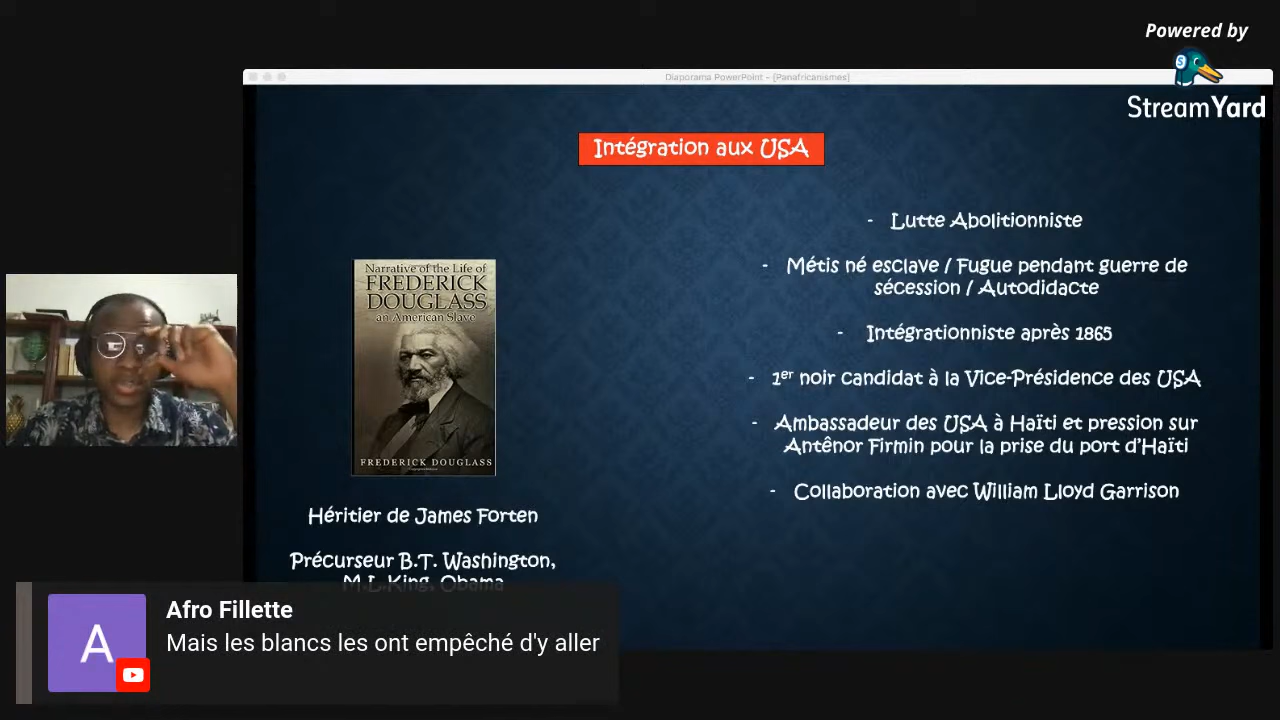 Powered by
StreamYard
Diaporama PowerPoint - [Panafricanismes]
Intégration aux USA
- Lutte Abolitionniste
- Métis né esclave / Fugue pendant guerre de
sécession / Autodidacte
- Intégrationniste après 1865
- 1er noir candidat à la Vice-Présidence des USA
- Ambassadeur des USA à Haïti et pression sur
Antênor Firmin pour la prise du port d'Haïti
- Collaboration avec William Lloyd Garrison
Narrative of the Life of
FREDERICK
DOUGLASS
an American Slave
FREDERICK DOUGLASS
Héritier de James Forten
Précurseur B.T. Washington,
M.L.King, Obama
A
Afro Fillette
Mais les blancs les ont empêché d'y aller